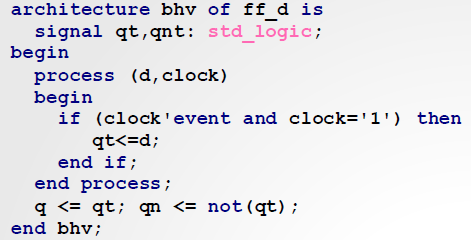 architecture bhv of ff_d is
signal qt,qnt: std_logic;
begin
process (d,clock)
begin
if (clock'event and clock='1') then
qt<=d;
end if;
end process;
q <= qt; qn <= not(qt);
end bhv;